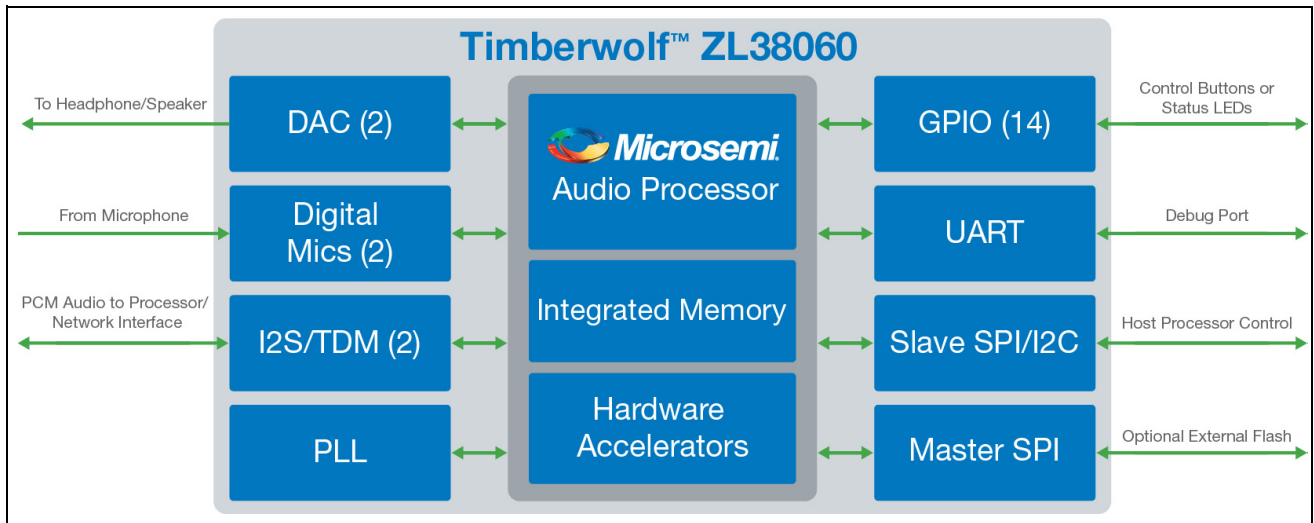 Timberwolf™ ZL38060
To Headphone/Speaker
DAC (2)
From Microphone
Digital
Mics (2)
PCM Audio to Processor/
Network Interface
I2S/TDM (2)
PLL
Microsemi.
Audio Processor
Integrated Memory
Hardware
Accelerators
GPIO (14)
Control Buttons or
Status LEDs
UART
Debug Port
Slave SPI/I2C
Host Processor Control
Master SPI
Optional External Flash